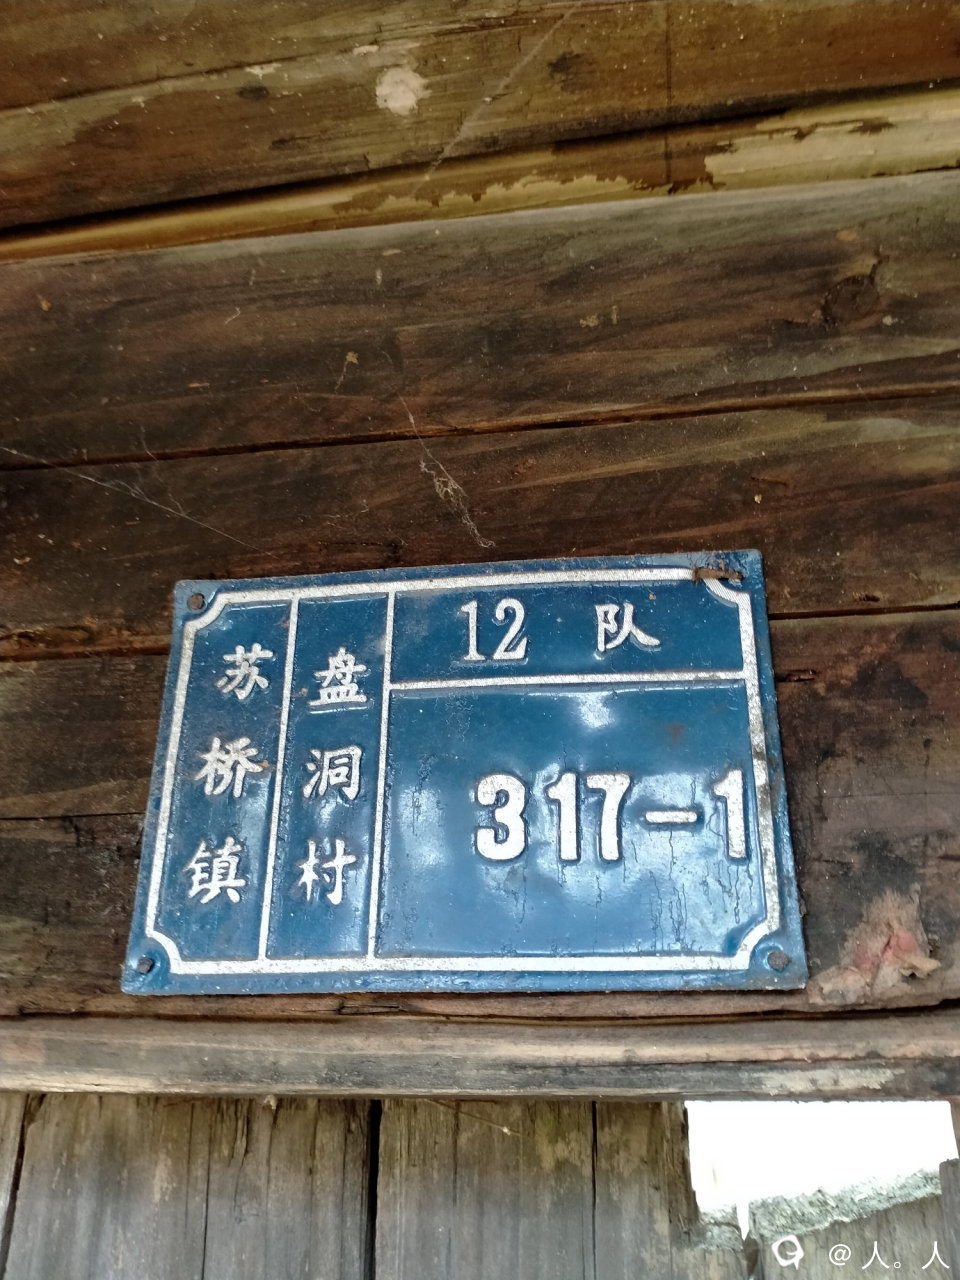 苏桥镇
盘洞村
12 队
317-1
@人。人